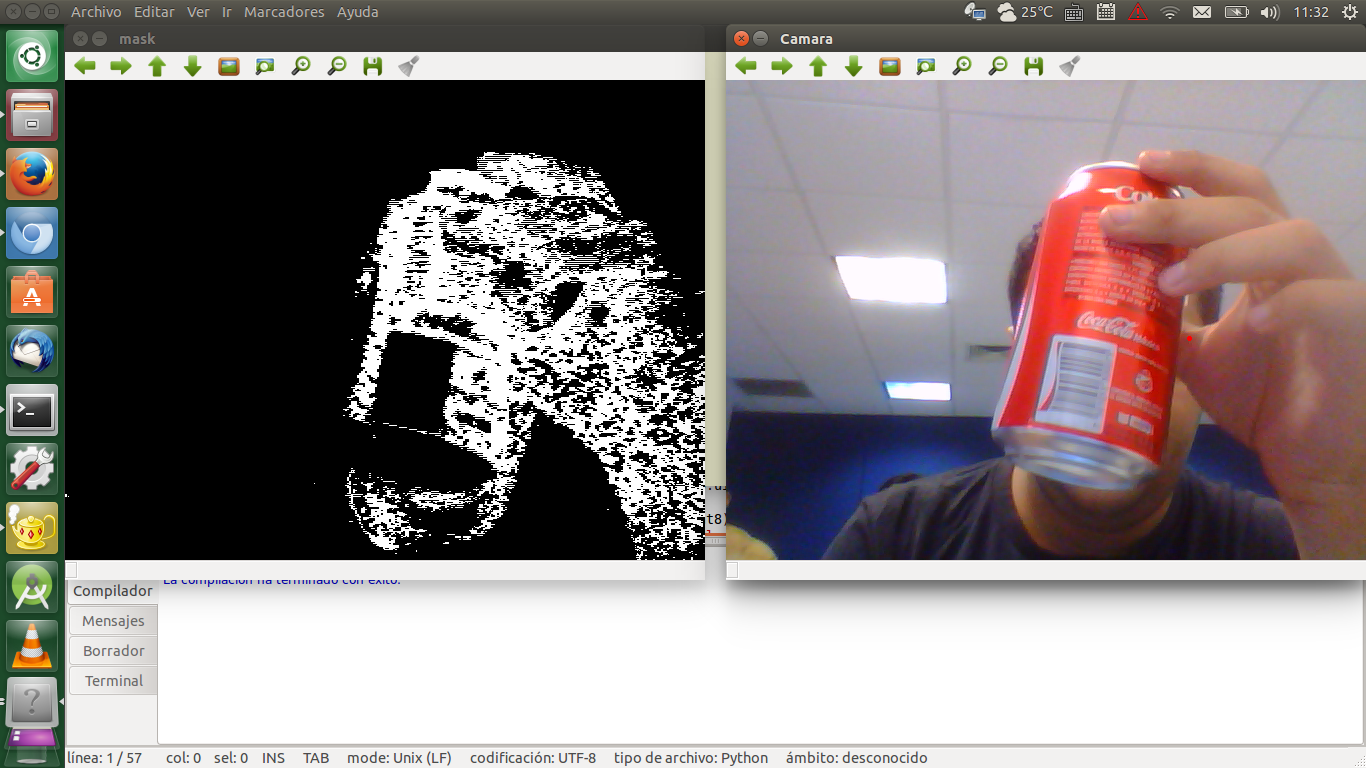 Archivo Editar Ver Ir Marcadores Ayuda
25°C
11:32
mask
Camara
.di
t8)
Coca-Cola
La compilación ha terminado con éxito.
Compilador
Mensajes
Borrador
Terminal
línea: 1 / 57 col: 0 sel: 0 INS TAB mode: Unix (LF) codificación: UTF-8 tipo de archivo: Python ámbito: desconocido